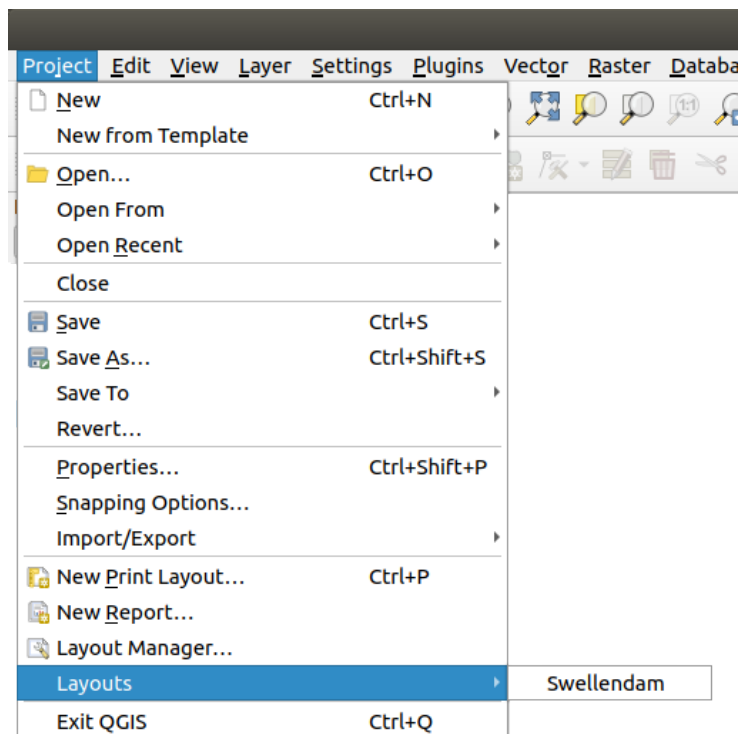 Project Edit View Layer Settings Plugins Vector Raster Databa
New Ctrl+N
New from Template
Open... Ctrl+O
Open From
Open Recent
Close
Save Ctrl+S
Save As... Ctrl+Shift+S
Save To
Revert...
Properties... Ctrl+Shift+P
Snapping Options...
Import/Export
New Print Layout... Ctrl+P
New Report...
Layout Manager...
Layouts Swellendam
Exit QGIS Ctrl+Q